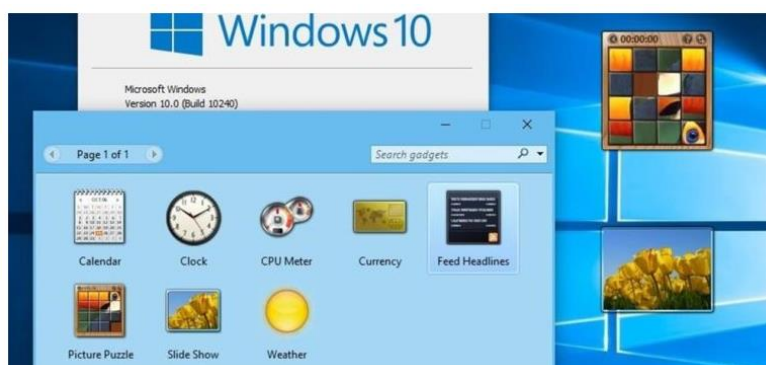 Windows 10
Microsoft Windows
Version 10.0 (Build 10240)
00:00:00
Page 1 of 1
Search gadgets
Calendar
Clock
CPU Meter
Currency
Feed Headlines
Picture Puzzle
Slide Show
Weather